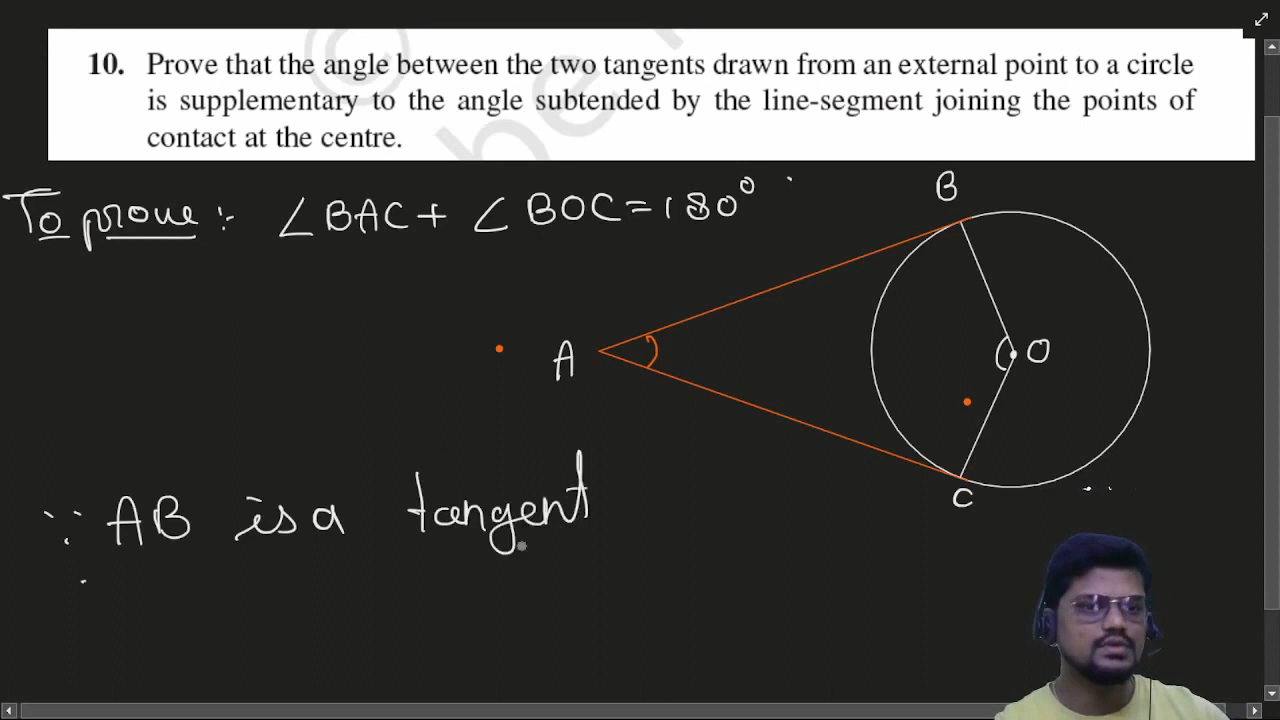 10. Prove that the angle between the two tangents drawn from an external point to a circle
is supplementary to the angle subtended by the line-segment joining the points of
contact at the centre.
To prove :- ∠BAC + ∠BOC = 180°
B
A
O
C
∵ AB is a tangent